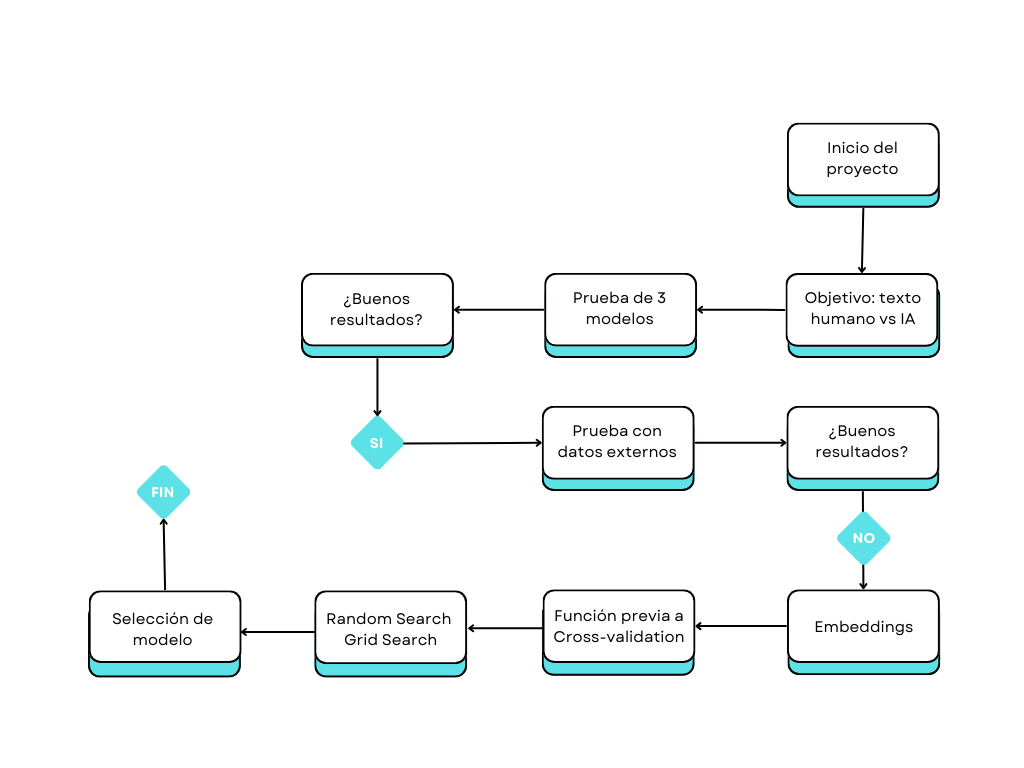 Inicio del
proyecto
Objetivo: texto
humano vs IA
Prueba de 3
modelos
¿Buenos
resultados?
SI
Prueba con
datos externos
¿Buenos
resultados?
NO
Embeddings
Función previa a
Cross-validation
Random Search
Grid Search
Selección de
modelo
FIN